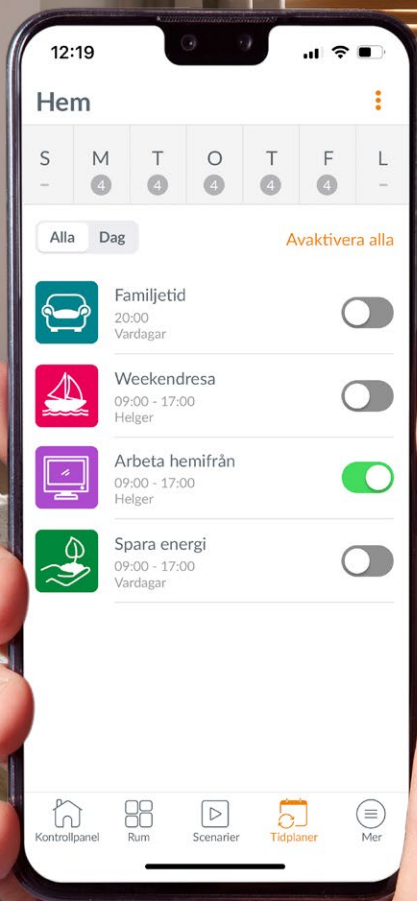 12:19
Hem
S M T O T F L
– 4 4 4 4 4 –
Alla Dag Avaktivera alla
Familjetid
20:00
Vardagar
Weekendresa
09:00 - 17:00
Helger
Arbeta hemifrån
09:00 - 17:00
Helger
Spara energi
09:00 - 17:00
Vardagar
Kontrollpanel Rum Scenarier Tidplaner Mer